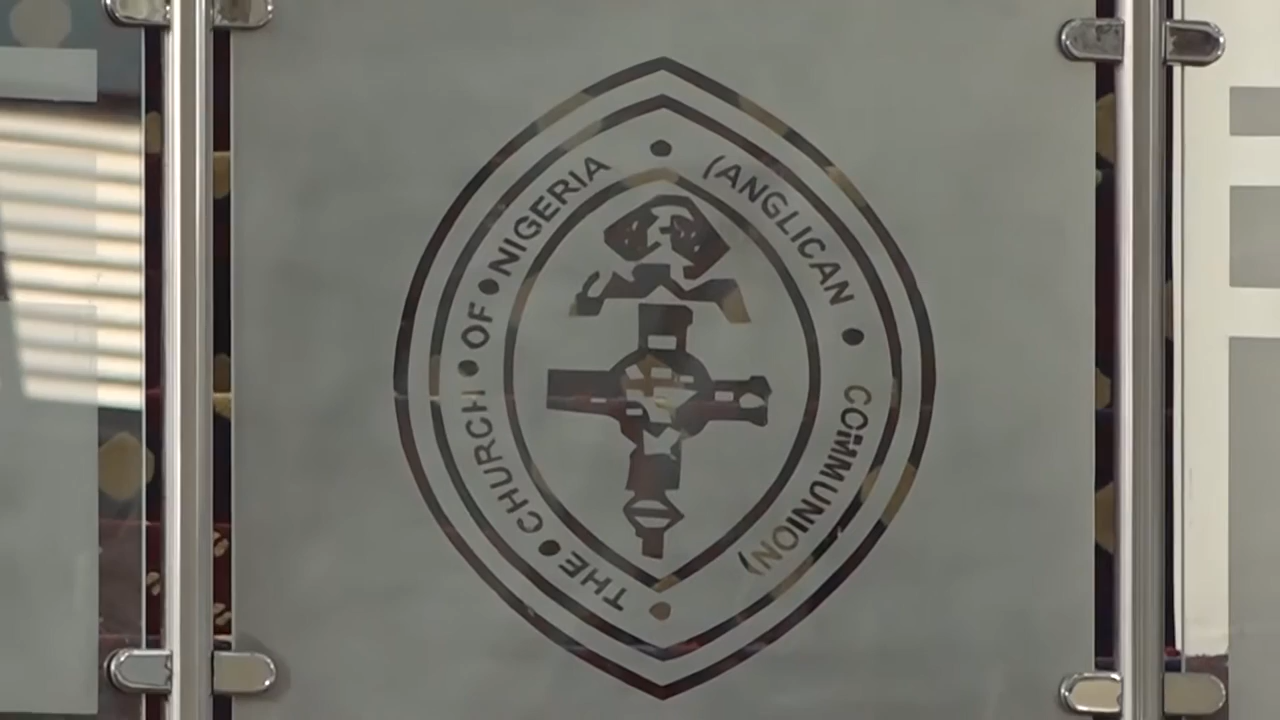 THE • CHURCH • OF • NIGERIA
(ANGLICAN • COMMUNION)